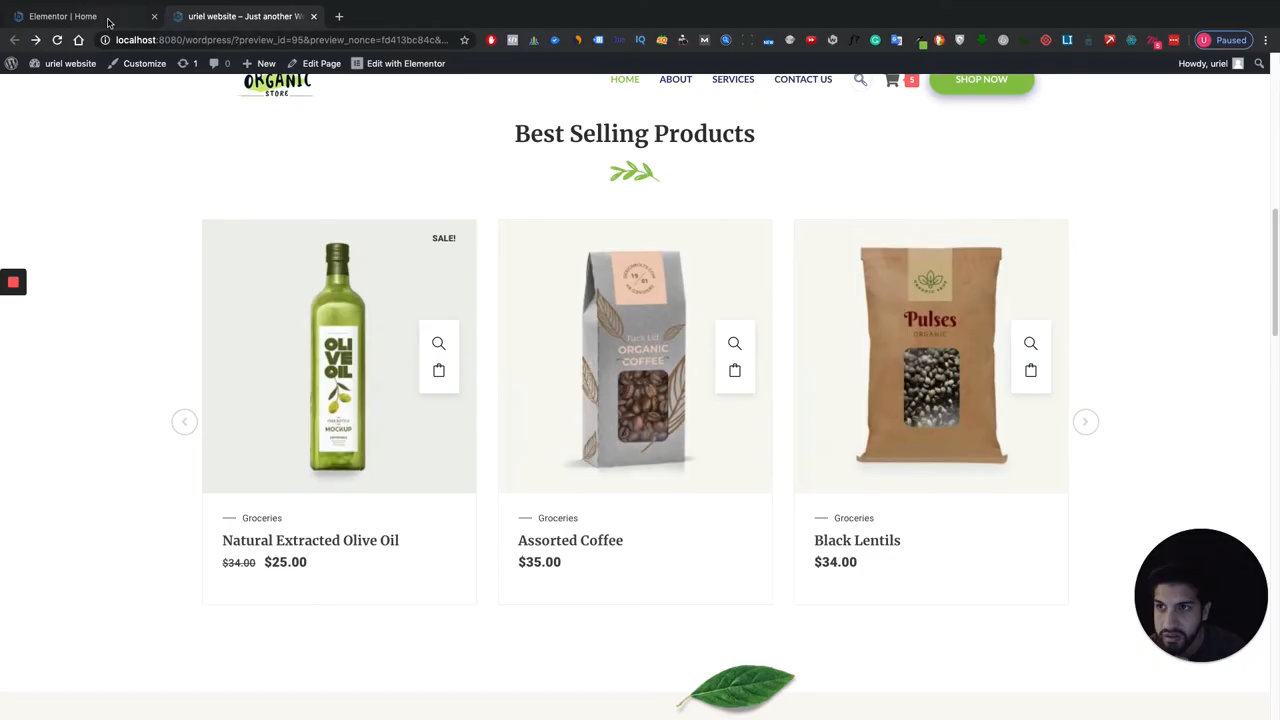 Elementor | Home
uriel website – Just another W
localhost:8080/wordpress/?preview_id=95&preview_nonce=fd413bc84c&...
Paused
uriel website
Customize
1
0
New
Edit Page
Edit with Elementor
Howdy, uriel
ORGANIC
STORE
HOME
ABOUT
SERVICES
CONTACT US
5
SHOP NOW
Best Selling Products
SALE!
OLI
VE
OIL
MOCKUP
ORGANIC
COFFEE
Pulses
ORGANIC
Groceries
Natural Extracted Olive Oil
$34.00 $25.00
Groceries
Assorted Coffee
$35.00
Groceries
Black Lentils
$34.00